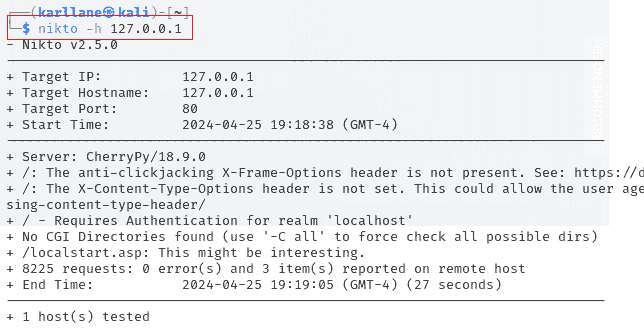 ┌──(karllane㉿kali)-[~]
└─$ nikto -h 127.0.0.1
- Nikto v2.5.0
+ Target IP: 127.0.0.1
+ Target Hostname: 127.0.0.1
+ Target Port: 80
+ Start Time: 2024-04-25 19:18:38 (GMT-4)
+ Server: CherryPy/18.9.0
+ /: The anti-clickjacking X-Frame-Options header is not present. See: https://d
+ /: The X-Content-Type-Options header is not set. This could allow the user age
sing-content-type-header/
+ / - Requires Authentication for realm 'localhost'
+ No CGI Directories found (use '-C all' to force check all possible dirs)
+ /localstart.asp: This might be interesting.
+ 8225 requests: 0 error(s) and 3 item(s) reported on remote host
+ End Time: 2024-04-25 19:19:05 (GMT-4) (27 seconds)
+ 1 host(s) tested